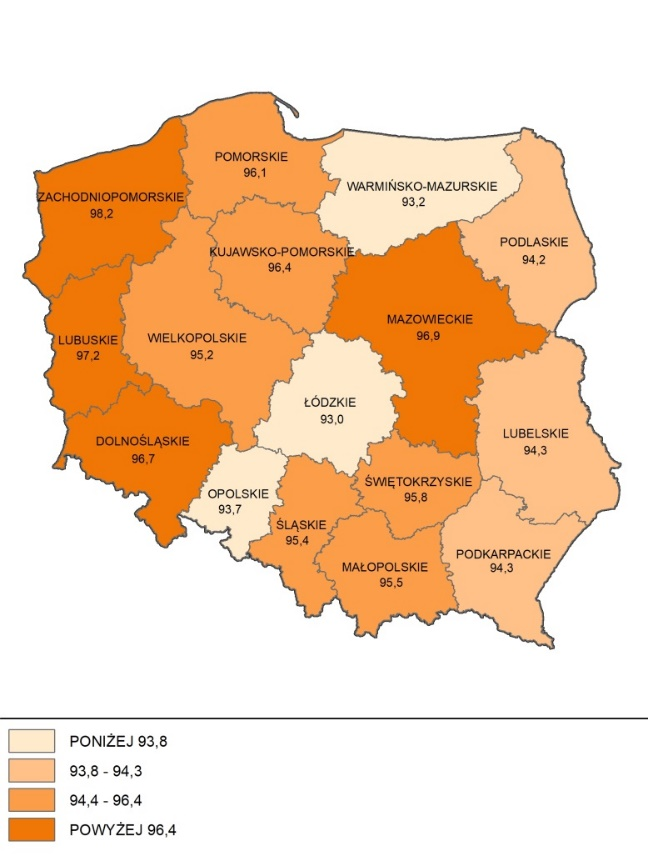 POMORSKIE
96,1
WARMIŃSKO-MAZURSKIE
93,2
ZACHODNIOPOMORSKIE
98,2
PODLASKIE
94,2
KUJAWSKO-POMORSKIE
96,4
MAZOWIECKIE
96,9
LUBUSKIE
97,2
WIELKOPOLSKIE
95,2
ŁÓDZKIE
93,0
DOLNOŚLĄSKIE
96,7
LUBELSKIE
94,3
OPOLSKIE
93,7
ŚWIĘTOKRZYSKIE
95,8
ŚLĄSKIE
95,4
MAŁOPOLSKIE
95,5
PODKARPACKIE
94,3
PONIŻEJ 93,8
93,8 - 94,3
94,4 - 96,4
POWYŻEJ 96,4